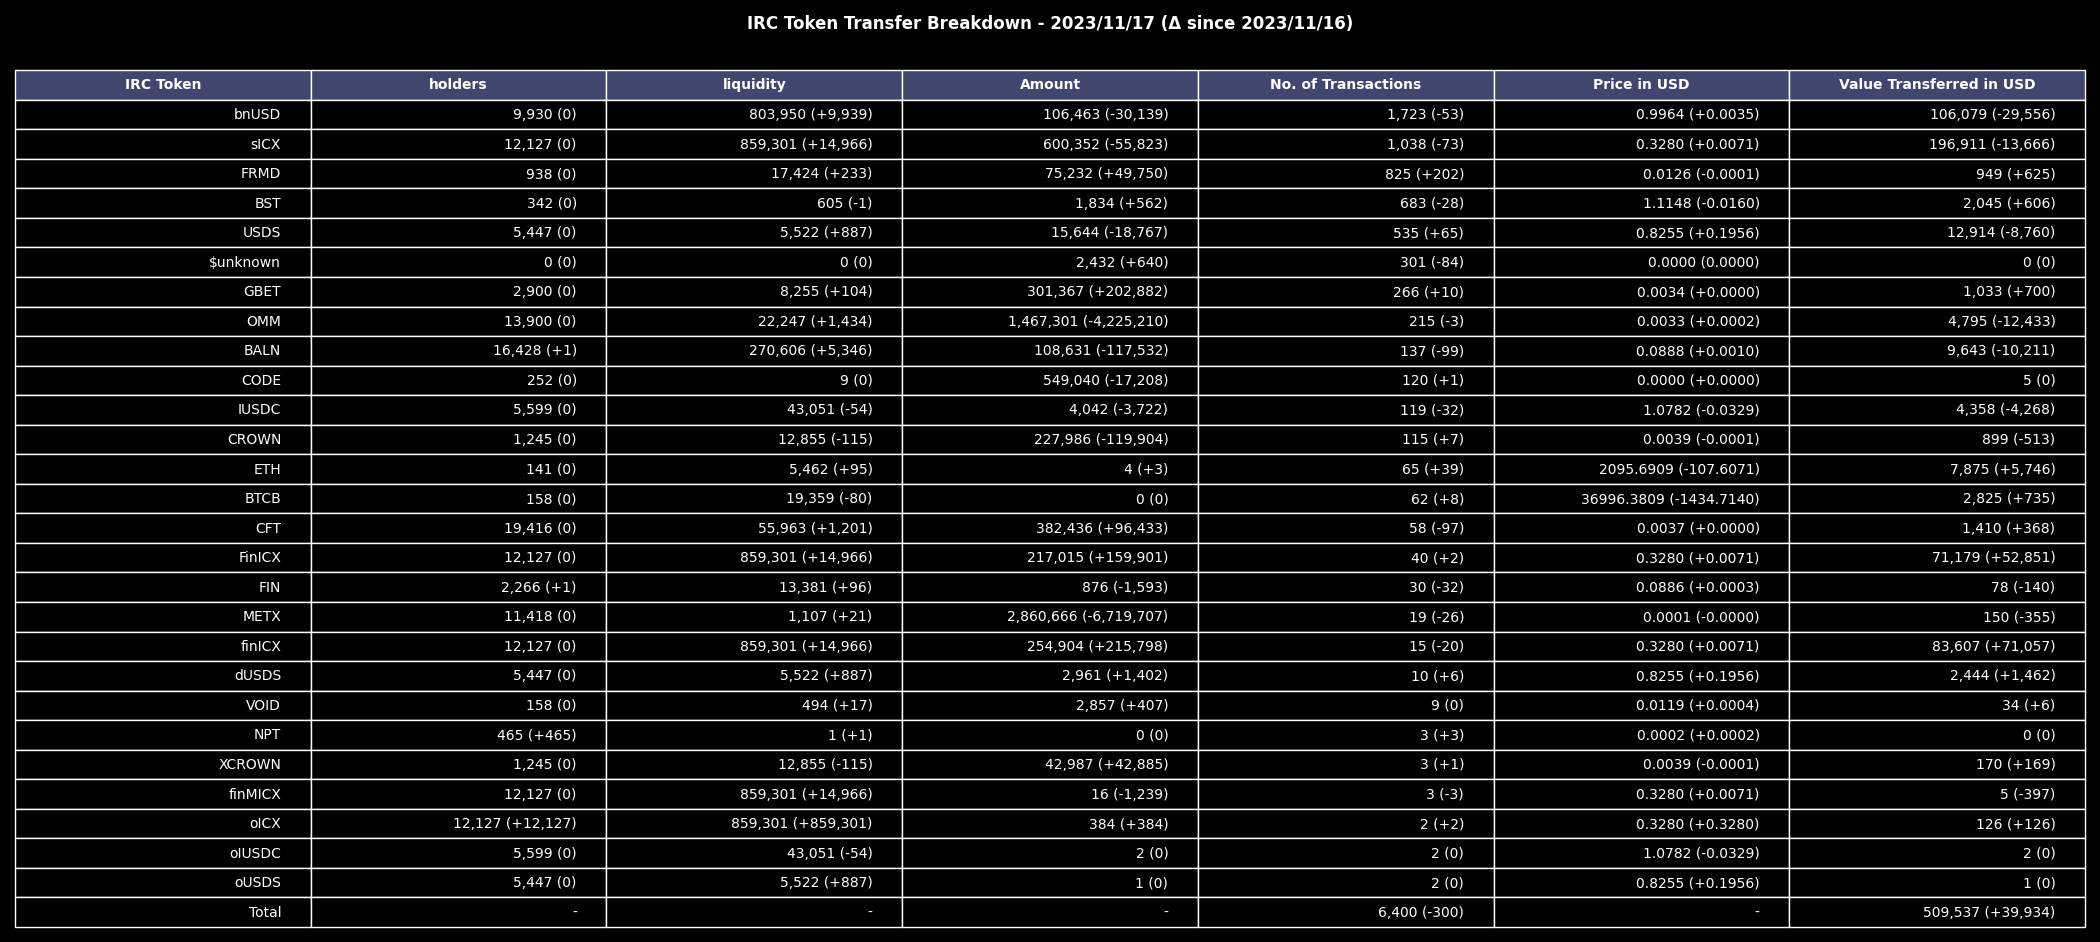 IRC Token Transfer Breakdown - 2023/11/17 (Δ since 2023/11/16)
IRC Token holders liquidity Amount No. of Transactions Price in USD Value Transferred in USD
bnUSD 9,930 (0) 803,950 (+9,939) 106,463 (-30,139) 1,723 (-53) 0.9964 (+0.0035) 106,079 (-29,556)
sICX 12,127 (0) 859,301 (+14,966) 600,352 (-55,823) 1,038 (-73) 0.3280 (+0.0071) 196,911 (-13,666)
FRMD 938 (0) 17,424 (+233) 75,232 (+49,750) 825 (+202) 0.0126 (-0.0001) 949 (+625)
BST 342 (0) 605 (-1) 1,834 (+562) 683 (-28) 1.1148 (-0.0160) 2,045 (+606)
USDS 5,447 (0) 5,522 (+887) 15,644 (-18,767) 535 (+65) 0.8255 (+0.1956) 12,914 (-8,760)
$unknown 0 (0) 0 (0) 2,432 (+640) 301 (-84) 0.0000 (0.0000) 0 (0)
GBET 2,900 (0) 8,255 (+104) 301,367 (+202,882) 266 (+10) 0.0034 (+0.0000) 1,033 (+700)
OMM 13,900 (0) 22,247 (+1,434) 1,467,301 (-4,225,210) 215 (-3) 0.0033 (+0.0002) 4,795 (-12,433)
BALN 16,428 (+1) 270,606 (+5,346) 108,631 (-117,532) 137 (-99) 0.0888 (+0.0010) 9,643 (-10,211)
CODE 252 (0) 9 (0) 549,040 (-17,208) 120 (+1) 0.0000 (+0.0000) 5 (0)
IUSDC 5,599 (0) 43,051 (-54) 4,042 (-3,722) 119 (-32) 1.0782 (-0.0329) 4,358 (-4,268)
CROWN 1,245 (0) 12,855 (-115) 227,986 (-119,904) 115 (+7) 0.0039 (-0.0001) 899 (-513)
ETH 141 (0) 5,462 (+95) 4 (+3) 65 (+39) 2095.6909 (-107.6071) 7,875 (+5,746)
BTCB 158 (0) 19,359 (-80) 0 (0) 62 (+8) 36996.3809 (-1434.7140) 2,825 (+735)
CFT 19,416 (0) 55,963 (+1,201) 382,436 (+96,433) 58 (-97) 0.0037 (+0.0000) 1,410 (+368)
FinICX 12,127 (0) 859,301 (+14,966) 217,015 (+159,901) 40 (+2) 0.3280 (+0.0071) 71,179 (+52,851)
FIN 2,266 (+1) 13,381 (+96) 876 (-1,593) 30 (-32) 0.0886 (+0.0003) 78 (-140)
METX 11,418 (0) 1,107 (+21) 2,860,666 (-6,719,707) 19 (-26) 0.0001 (-0.0000) 150 (-355)
finICX 12,127 (0) 859,301 (+14,966) 254,904 (+215,798) 15 (-20) 0.3280 (+0.0071) 83,607 (+71,057)
dUSDS 5,447 (0) 5,522 (+887) 2,961 (+1,402) 10 (+6) 0.8255 (+0.1956) 2,444 (+1,462)
VOID 158 (0) 494 (+17) 2,857 (+407) 9 (0) 0.0119 (+0.0004) 34 (+6)
NPT 465 (+465) 1 (+1) 0 (0) 3 (+3) 0.0002 (+0.0002) 0 (0)
XCROWN 1,245 (0) 12,855 (-115) 42,987 (+42,885) 3 (+1) 0.0039 (-0.0001) 170 (+169)
finMICX 12,127 (0) 859,301 (+14,966) 16 (-1,239) 3 (-3) 0.3280 (+0.0071) 5 (-397)
oICX 12,127 (+12,127) 859,301 (+859,301) 384 (+384) 2 (+2) 0.3280 (+0.3280) 126 (+126)
oIUSDC 5,599 (0) 43,051 (-54) 2 (0) 2 (0) 1.0782 (-0.0329) 2 (0)
oUSDS 5,447 (0) 5,522 (+887) 1 (0) 2 (0) 0.8255 (+0.1956) 1 (0)
Total - - - 6,400 (-300) - 509,537 (+39,934)